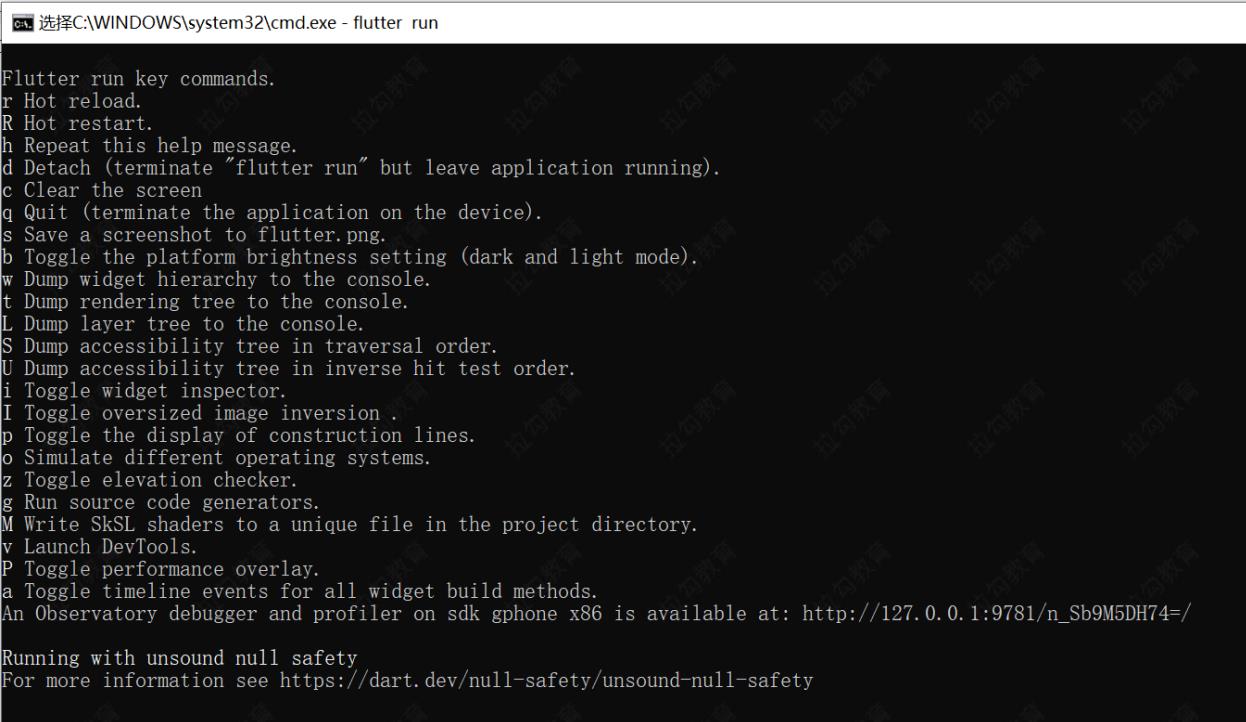 选择C:\WINDOWS\system32\cmd.exe - flutter  run
Flutter run key commands.
r Hot reload.
R Hot restart.
h Repeat this help message.
d Detach (terminate "flutter run" but leave application running).
c Clear the screen
q Quit (terminate the application on the device).
s Save a screenshot to flutter.png.
b Toggle the platform brightness setting (dark and light mode).
w Dump widget hierarchy to the console.
t Dump rendering tree to the console.
L Dump layer tree to the console.
S Dump accessibility tree in traversal order.
U Dump accessibility tree in inverse hit test order.
i Toggle widget inspector.
I Toggle oversized image inversion .
p Toggle the display of construction lines.
o Simulate different operating systems.
z Toggle elevation checker.
g Run source code generators.
M Write SkSL shaders to a unique file in the project directory.
v Launch DevTools.
P Toggle performance overlay.
a Toggle timeline events for all widget build methods.
An Observatory debugger and profiler on sdk gphone x86 is available at: http://127.0.0.1:9781/n_Sb9M5DH74=/
Running with unsound null safety
For more information see https://dart.dev/null-safety/unsound-null-safety
拉勾教育